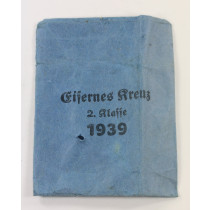 Eisernes Kreuz
2. Klasse
1939